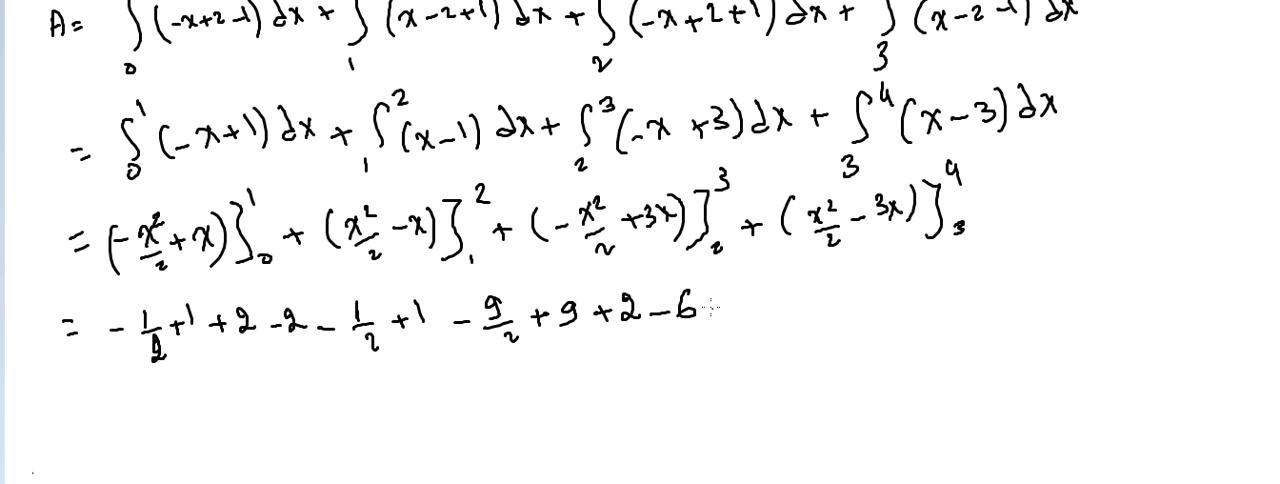 A = ∫₀ (-x+2-1) dx + ∫₁ (x-2+1) dx + ∫₂ (-x+2+1) dx + ∫₃ (x-2-1) dx
= ∫₀¹ (-x+1) dx + ∫₁² (x-1) dx + ∫₂³ (-x+3) dx + ∫₃⁴ (x-3) dx
= (-x²/2 + x)]₀¹ + (x²/2 - x)]₁² + (-x²/2 + 3x)]₂³ + (x²/2 - 3x)]₃⁴
= -1/2 + 1 + 2 - 2 - 1/2 + 1 - 9/2 + 9 + 2 - 6